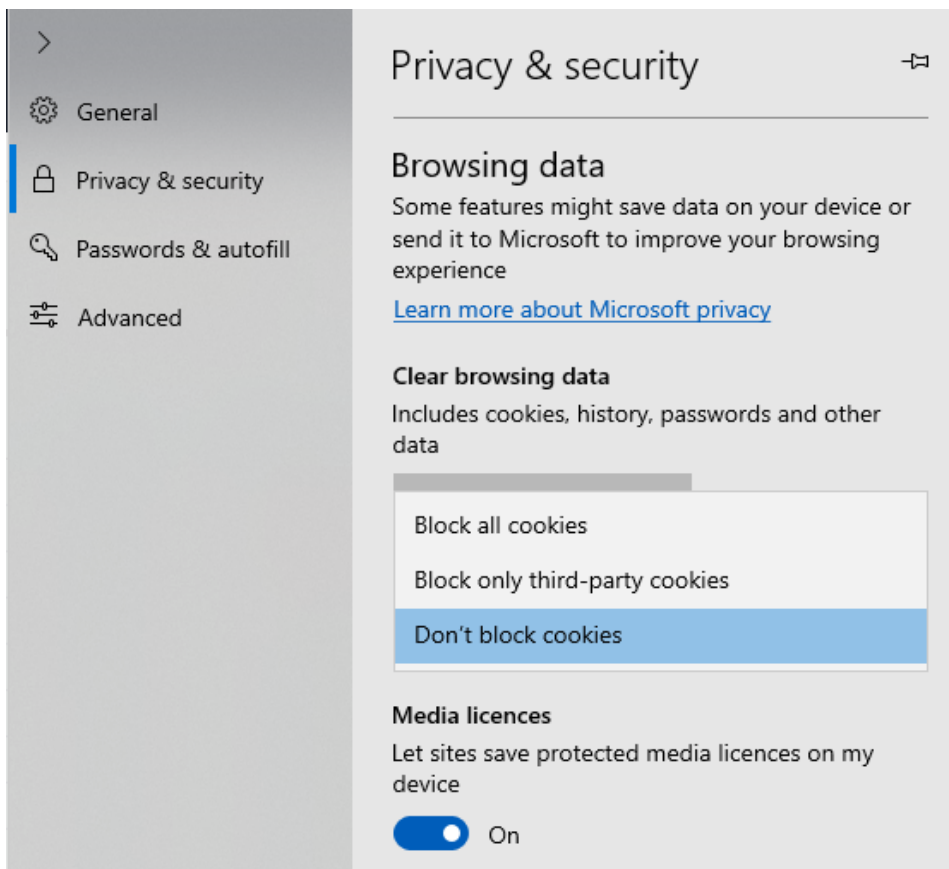 General
Privacy & security
Passwords & autofill
Advanced
Privacy & security
Browsing data
Some features might save data on your device or
send it to Microsoft to improve your browsing
experience
Learn more about Microsoft privacy
Clear browsing data
Includes cookies, history, passwords and other
data
Block all cookies
Block only third-party cookies
Don't block cookies
Media licences
Let sites save protected media licences on my
device
On